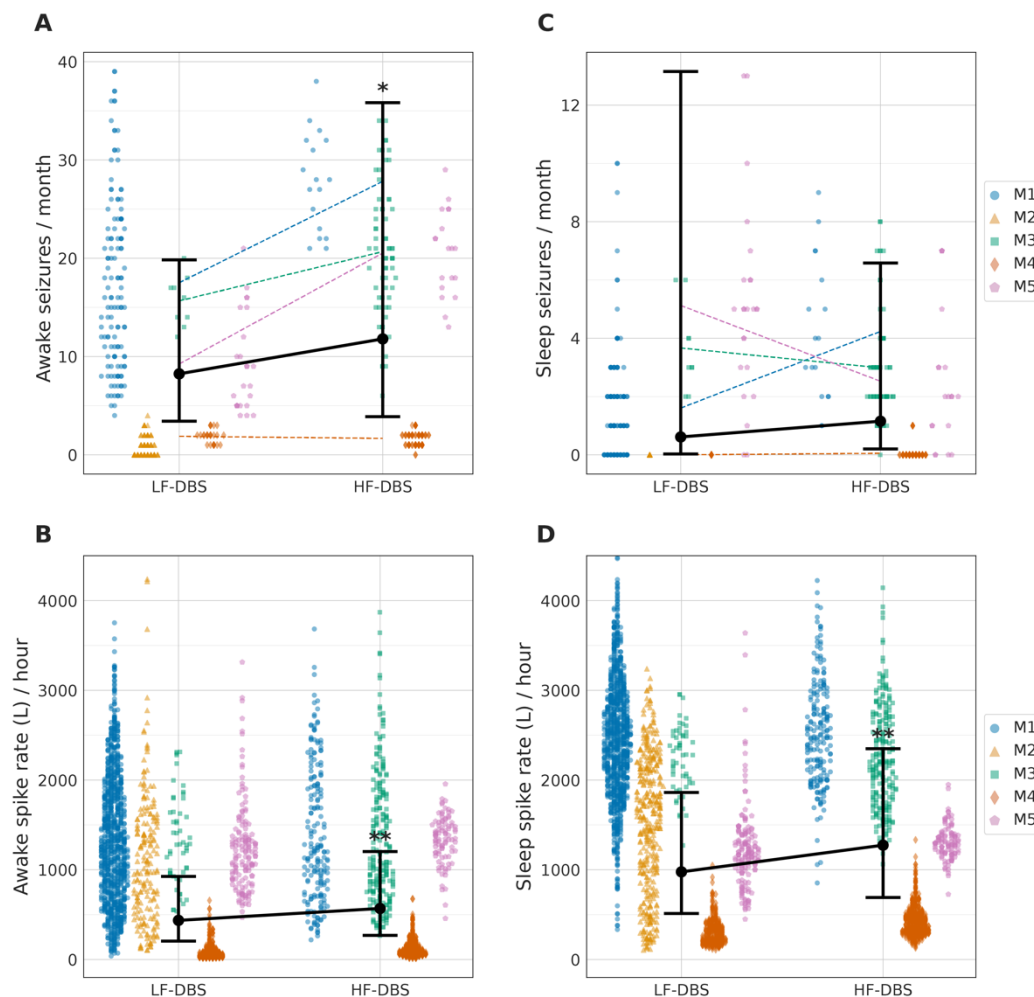 A
Awake seizures / month
40
30
20
10
0
*
LF-DBS
HF-DBS
C
Sleep seizures / month
12
8
4
0
LF-DBS
HF-DBS
M1
M2
M3
M4
M5
B
Awake spike rate (L) / hour
4000
3000
2000
1000
0
**
LF-DBS
HF-DBS
D
Sleep spike rate (L) / hour
4000
3000
2000
1000
0
**
LF-DBS
HF-DBS
M1
M2
M3
M4
M5